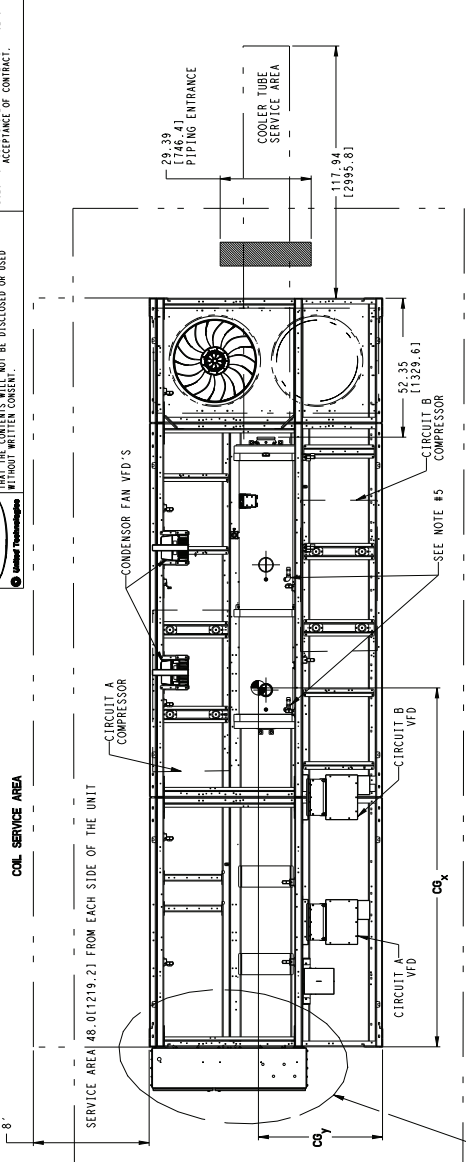 ACCEPTANCE OF CONTRACT.
THAT THE CONTENTS WILL NOT BE DISCLOSED OR USED
WITHOUT WRITTEN CONSENT.
United Technologies
COIL SERVICE AREA
8'
SERVICE AREA 48.0[1219.2] FROM EACH SIDE OF THE UNIT
29.39
[746.4]
PIPING ENTRANCE
COOLER TUBE
SERVICE AREA
117.94
[2995.8]
CONDENSOR FAN VFD'S
CIRCUIT A
COMPRESSOR
52.35
[1329.6]
CIRCUIT B
COMPRESSOR
SEE NOTE #5
CIRCUIT B
VFD
CIRCUIT A
VFD
CGX
CGY